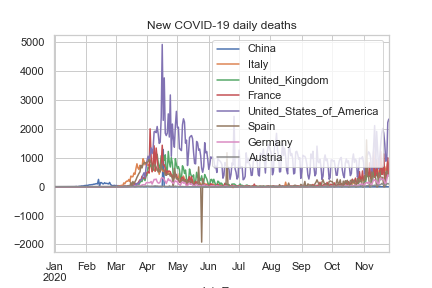 New COVID-19 daily deaths
5000
4000
3000
2000
1000
0
−1000
−2000
China
Italy
United_Kingdom
France
United_States_of_America
Spain
Germany
Austria
Jan Feb Mar Apr May Jun Jul Aug Sep Oct Nov
2020